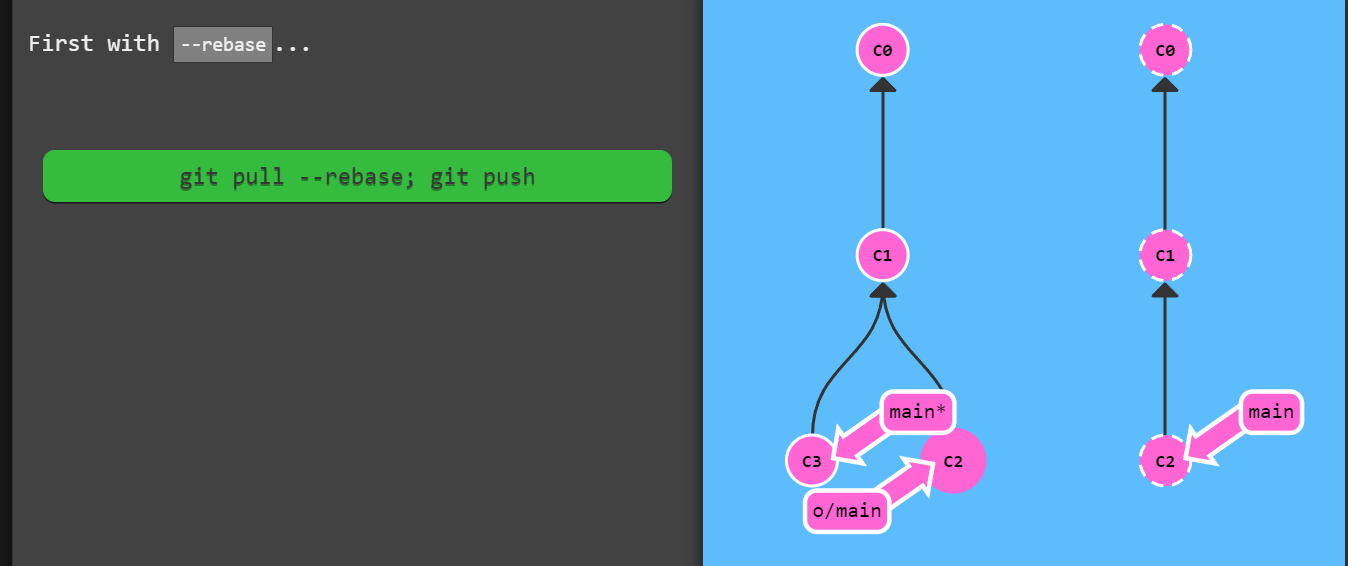 First with --rebase...
git pull --rebase; git push
C0
C0
C1
C1
main*
main
C3
C2
C2
o/main